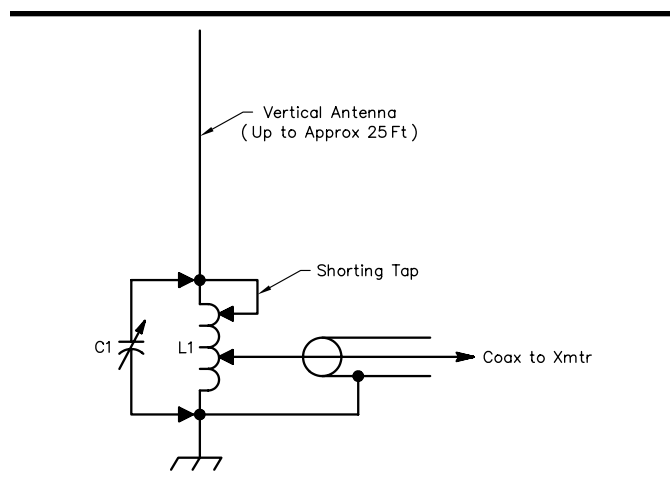 Vertical Antenna
(Up to Approx 25 Ft)
Shorting Tap
C1
L1
Coax to Xmtr